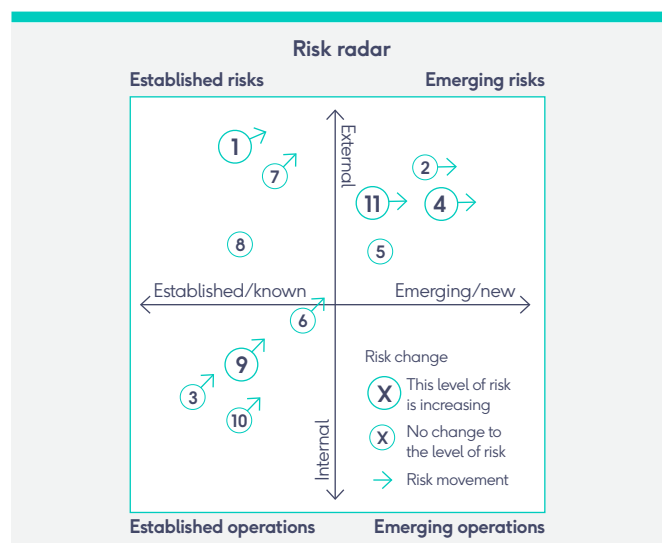 Risk radar
Established risks
Emerging risks
External
1
7
2
11
4
8
5
Established/known
Emerging/new
6
9
3
10
Internal
Risk change
X
This level of risk
is increasing
X
No change to
the level of risk
Risk movement
Established operations
Emerging operations